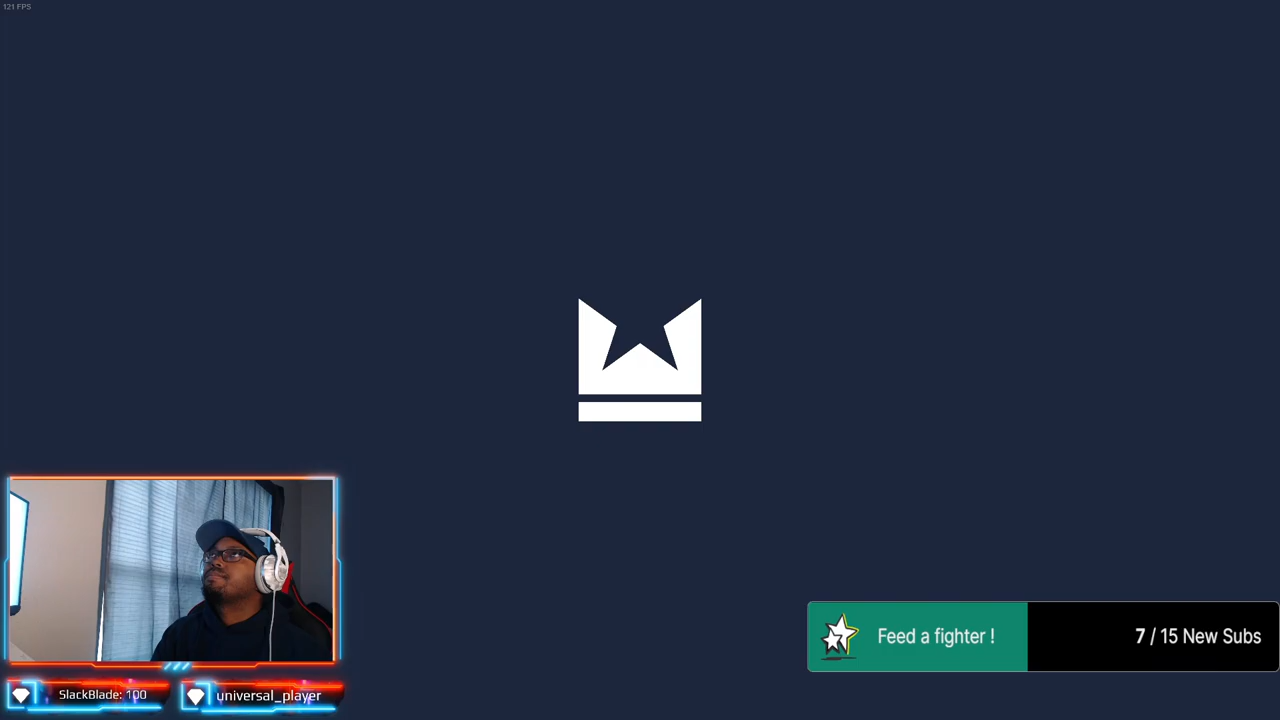 121 FPS
Feed a fighter !
7 / 15 New Subs
SlackBlade: 100
universal_player